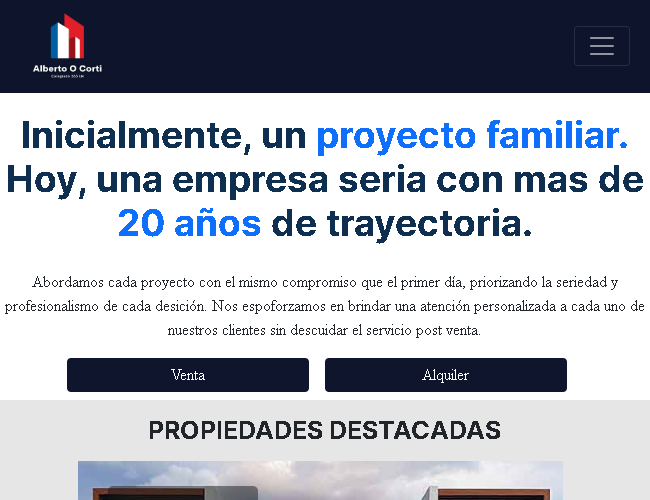 Alberto O Corti
Inicialmente, un proyecto familiar.
Hoy, una empresa seria con mas de
20 años de trayectoria.
Abordamos cada proyecto con el mismo compromiso que el primer día, priorizando la seriedad y
profesionalismo de cada desición. Nos espoforzamos en brindar una atención personalizada a cada uno de
nuestros clientes sin descuidar el servicio post venta.
Venta
Alquiler
PROPIEDADES DESTACADAS